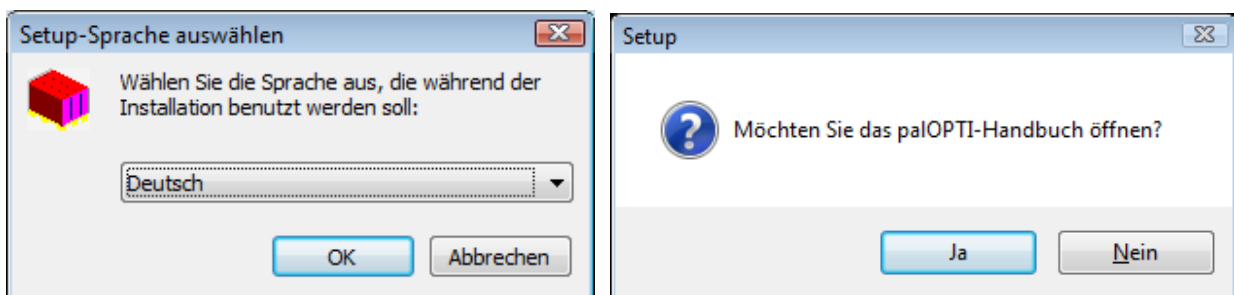 Setup-Sprache auswählen
Wählen Sie die Sprache aus, die während der
Installation benutzt werden soll:
Deutsch
OK
Abbrechen
Setup
Möchten Sie das palOPTI-Handbuch öffnen?
Ja
Nein